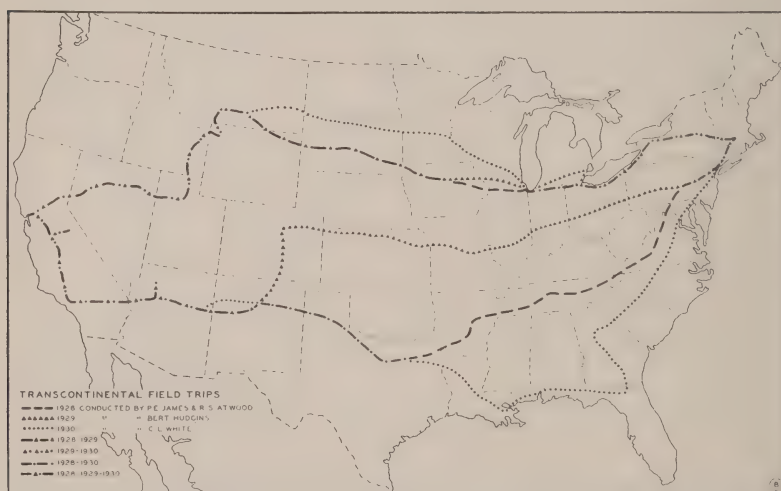 TRANSCONTINENTAL FIELD TRIPS
1928 CONDUCTED BY P.E. JAMES & R.S. ATWOOD
1929 " " BERT HUDGINS
1930 " " C.L. WHITE
1928-1929
1929-1930
1928-1930
1928-1929-1930